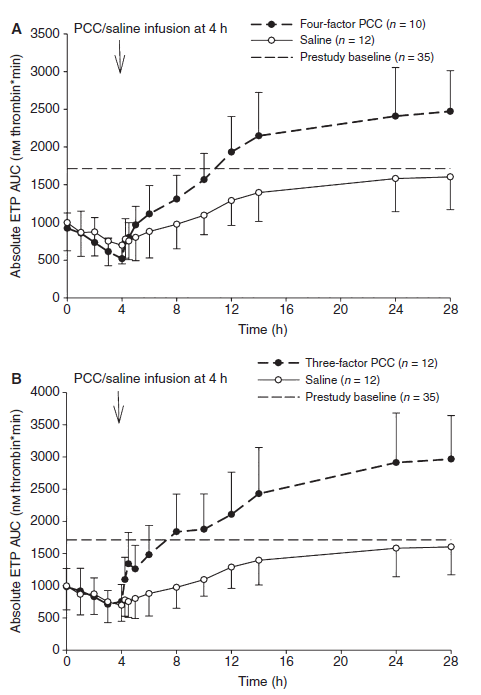 A
PCC/saline infusion at 4 h
Four-factor PCC (n = 10)
Saline (n = 12)
Prestudy baseline (n = 35)
Absolute ETP AUC (nM thrombin*min)
3500
3000
2500
2000
1500
1000
500
0
0 4 8 12 16 20 24 28
Time (h)
B
PCC/saline infusion at 4 h
Three-factor PCC (n = 12)
Saline (n = 12)
Prestudy baseline (n = 35)
Absolute ETP AUC (nM thrombin*min)
4000
3500
3000
2500
2000
1500
1000
500
0
0 4 8 12 16 20 24 28
Time (h)